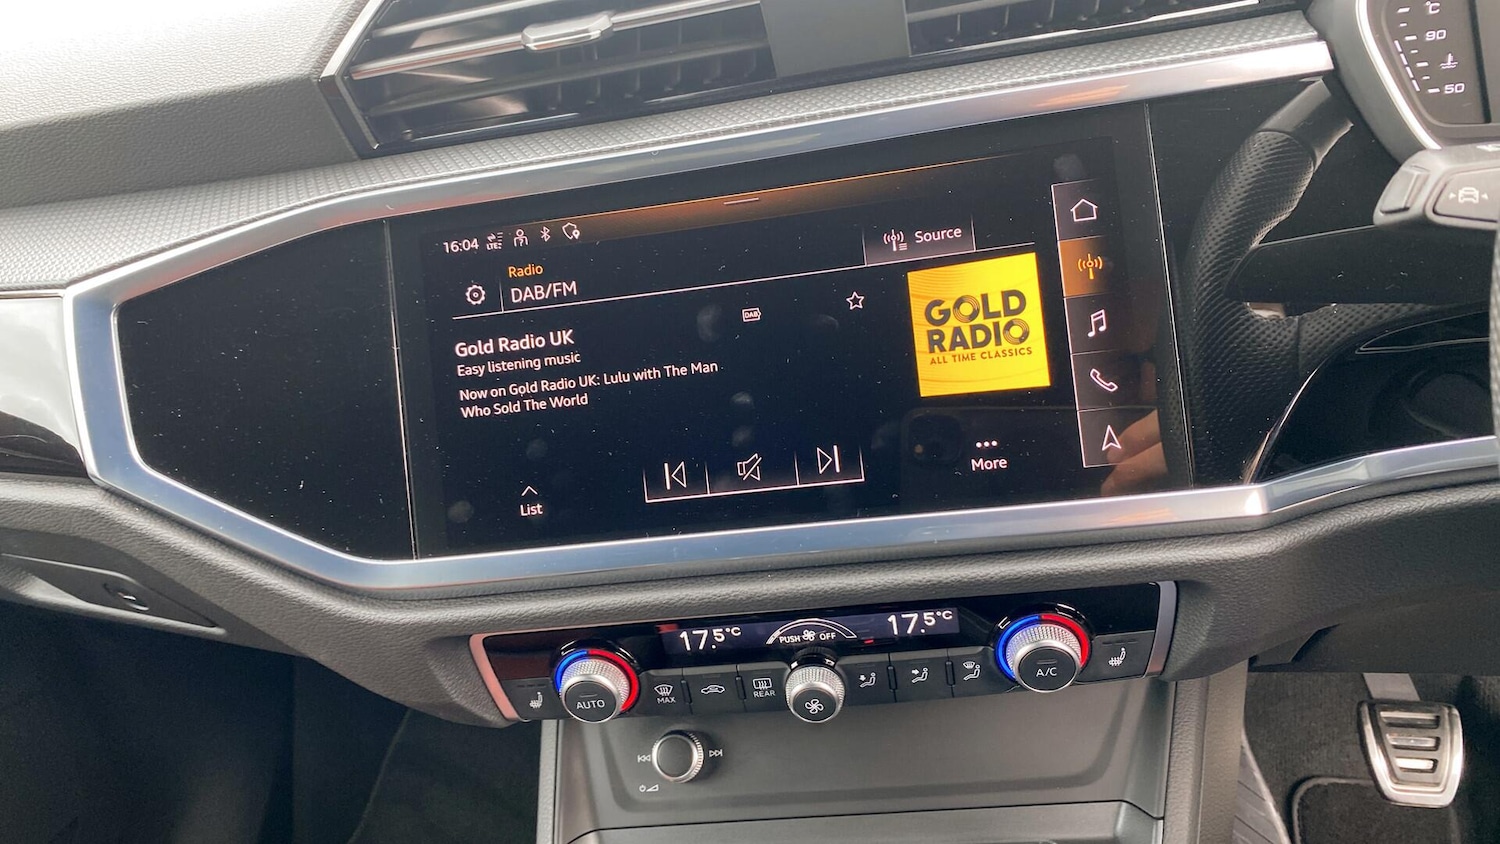 °C
90
50
16:04 LTE
Source
Radio
DAB/FM
DAB
Gold Radio UK
Easy listening music
Now on Gold Radio UK: Lulu with The Man
Who Sold The World
GOLD
RADIO
ALL TIME CLASSICS
More
List
17.5°C
PUSH OFF
17.5°C
AUTO
MAX
REAR
A/C